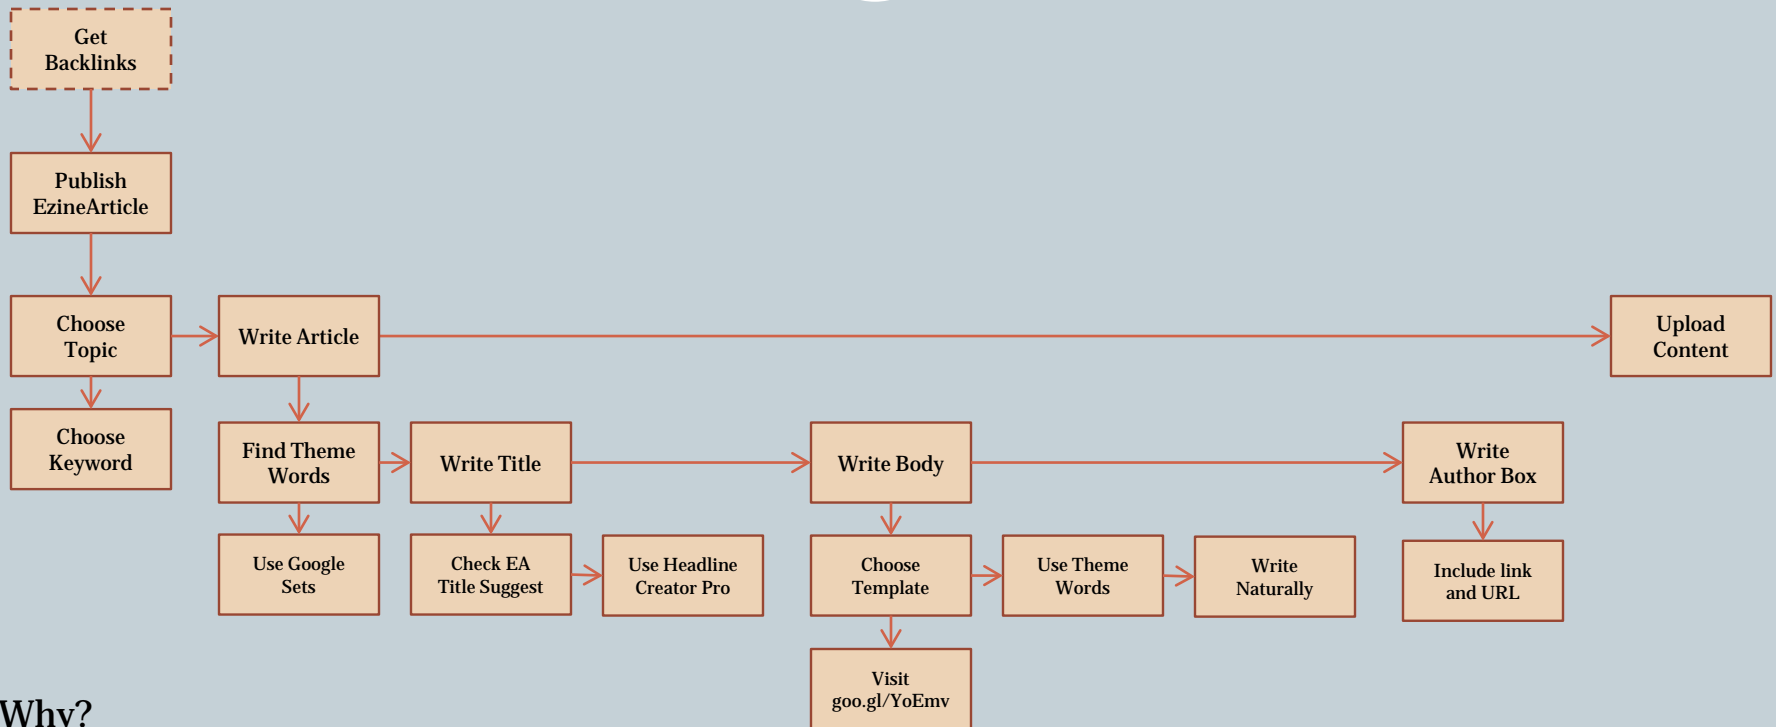 Get
Backlinks
Publish
EzineArticle
Choose
Topic
Write Article
Upload
Content
Choose
Keyword
Find Theme
Words
Write Title
Write Body
Write
Author Box
Use Google
Sets
Check EA
Title Suggest
Use Headline
Creator Pro
Choose
Template
Use Theme
Words
Write
Naturally
Include link
and URL
Visit
goo.gl/YoEmv
Why?